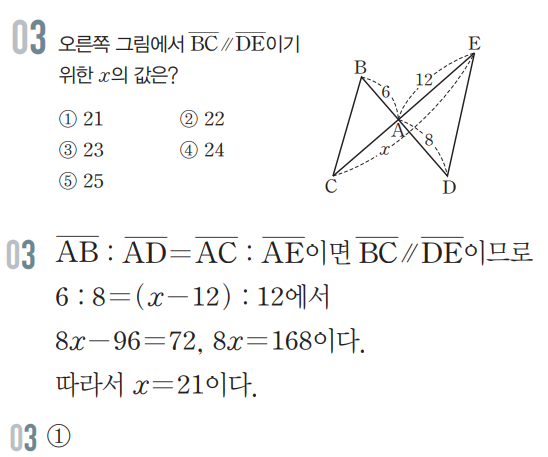 03 오른쪽 그림에서 BC∥DE이기
위한 x의 값은?
① 21 ② 22
③ 23 ④ 24
⑤ 25
E
B
12
6
A
8
x
C
D
03 AB : AD=AC : AE이면 BC∥DE이므로
6 : 8=(x-12) : 12에서
8x-96=72, 8x=168이다.
따라서 x=21이다.
03 ①